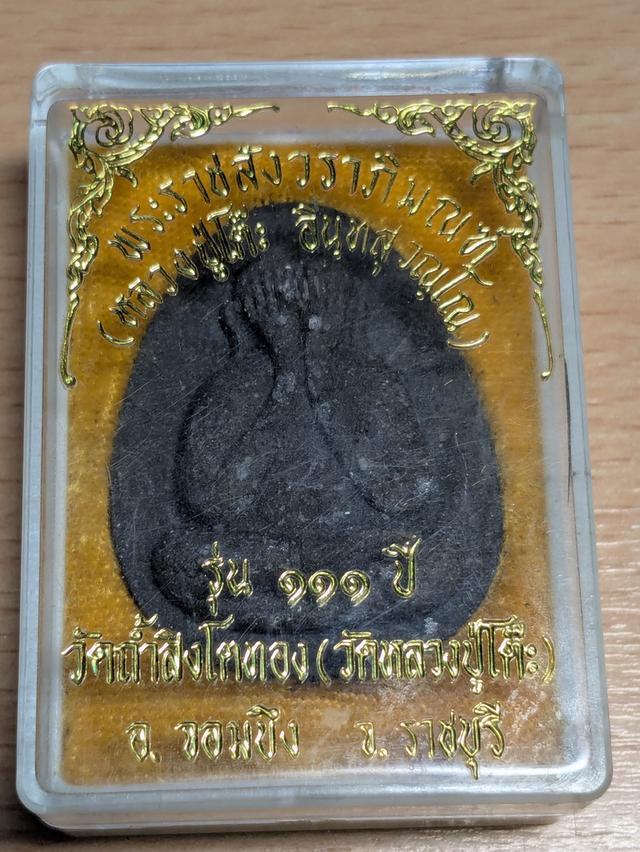 พระราชสังวราภิมณฑ์
(หลวงปู่โต๊ะ อินฺทสุวณฺโณ)
รุ่น ๑๑๑ ปี
วัดถ้ำสิงโตทอง (วัดหลวงปู่โต๊ะ)
อ. จอมบึง จ. ราชบุรี